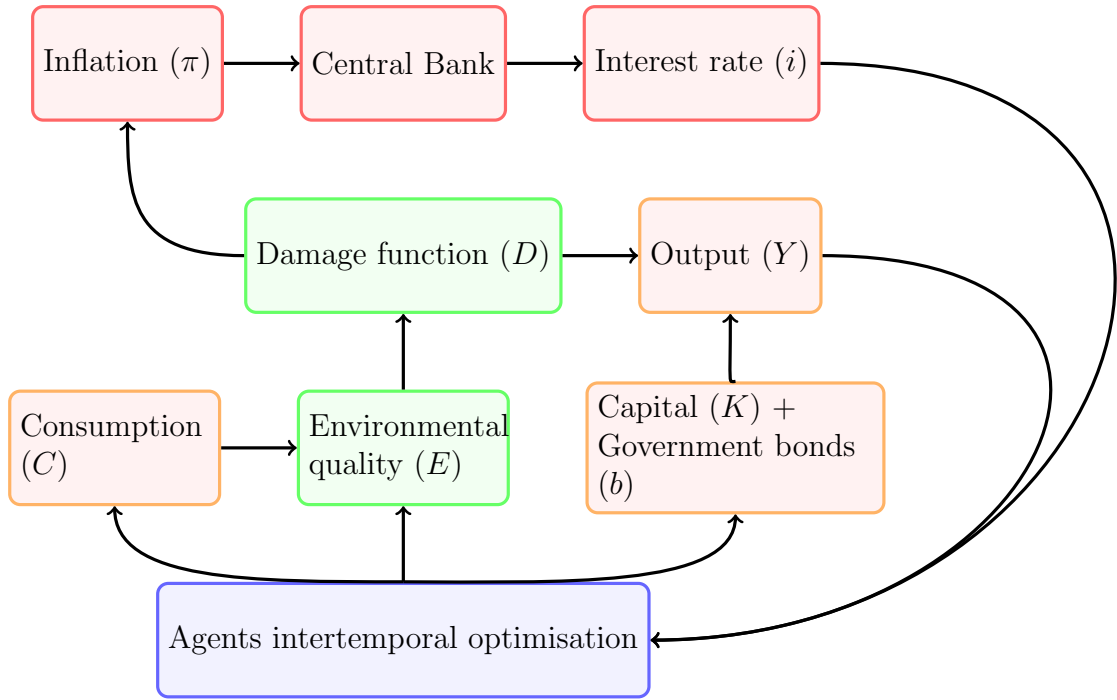 Inflation (π)
Central Bank
Interest rate (i)
Damage function (D)
Output (Y)
Consumption
(C)
Environmental
quality (E)
Capital (K) +
Government bonds
(b)
Agents intertemporal optimisation